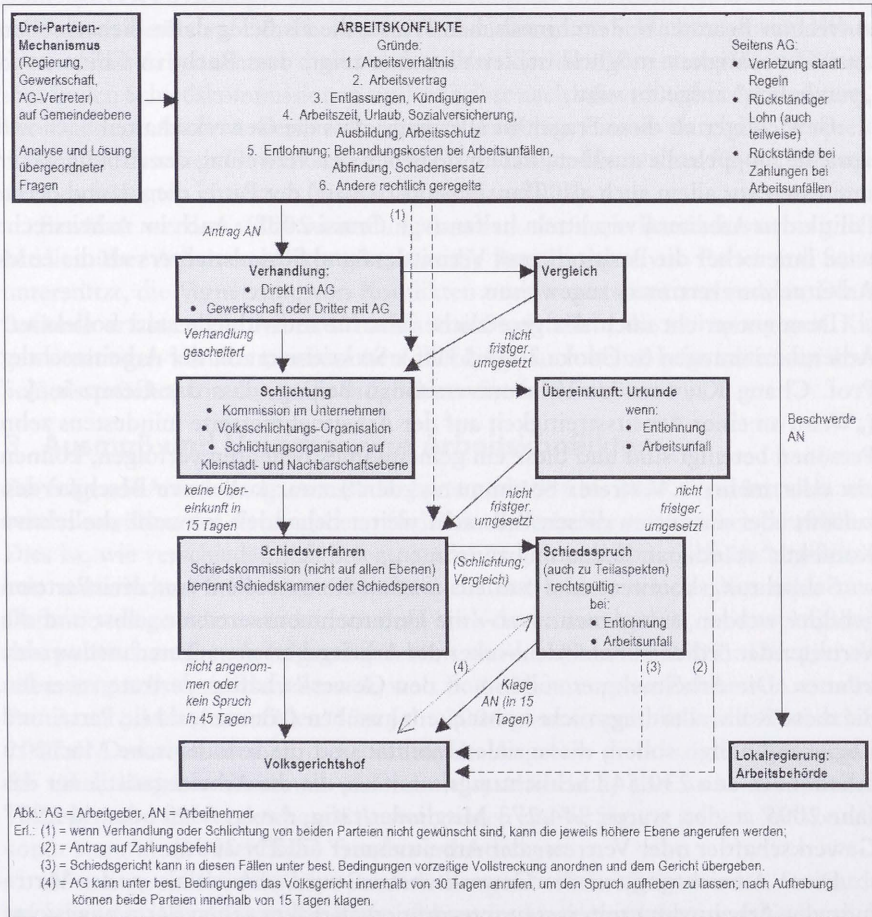 Drei-Parteien-
Mechanismus
(Regierung,
Gewerkschaft,
AG-Vertreter)
auf Gemeindeebene
Analyse und Lösung
übergeordneter
Fragen
ARBEITSKONFLIKTE
Gründe:
1. Arbeitsverhältnis
2. Arbeitsvertrag
3. Entlassungen, Kündigungen
4. Arbeitszeit, Urlaub, Sozialversicherung,
Ausbildung, Arbeitsschutz
5. Entlohnung; Behandlungskosten bei Arbeitsunfällen,
Abfindung, Schadensersatz
6. Andere rechtlich geregelte
Seitens AG:
• Verletzung staatl.
Regeln
• Rückständiger
Lohn (auch
teilweise)
• Rückstände bei
Zahlungen bei
Arbeitsunfällen
(1)
Antrag AN
Verhandlung:
• Direkt mit AG
• Gewerkschaft oder Dritter mit AG
Vergleich
Verhandlung
gescheitert
nicht
fristger.
umgesetzt
Schlichtung
• Kommission im Unternehmen
• Volksschlichtungs-Organisation
• Schlichtungsorganisation auf
Kleinstadt- und Nachbarschaftsebene
Übereinkunft: Urkunde
wenn:
• Entlohnung
• Arbeitsunfall
Beschwerde
AN
keine Über-
einkunft in
15 Tagen
nicht
fristger.
umgesetzt
nicht
fristger.
umgesetzt
Schiedsverfahren
Schiedskommission (nicht auf allen Ebenen)
benennt Schiedskammer oder Schiedsperson
(Schlichtung;
Vergleich)
Schiedsspruch
(auch zu Teilaspekten)
- rechtsgültig -
bei:
• Entlohnung
• Arbeitsunfall
nicht angenom-
men oder
kein Spruch
in 45 Tagen
(4)
Klage
AN (in 15
Tagen)
(3)
(2)
Volksgerichtshof
Lokalregierung:
Arbeitsbehörde
Abk.: AG = Arbeitgeber, AN = Arbeitnehmer
Erl.: (1) = wenn Verhandlung oder Schlichtung von beiden Parteien nicht gewünscht sind, kann die jeweils höhere Ebene angerufen werden;
(2) = Antrag auf Zahlungsbefehl
(3) = Schiedsgericht kann in diesen Fällen unter best. Bedingungen vorzeitige Vollstreckung anordnen und dem Gericht übergeben.
(4) = AG kann unter best. Bedingungen das Volksgericht innerhalb von 30 Tagen anrufen, um den Spruch aufheben zu lassen; nach Aufhebung
können beide Parteien innerhalb von 15 Tagen klagen.